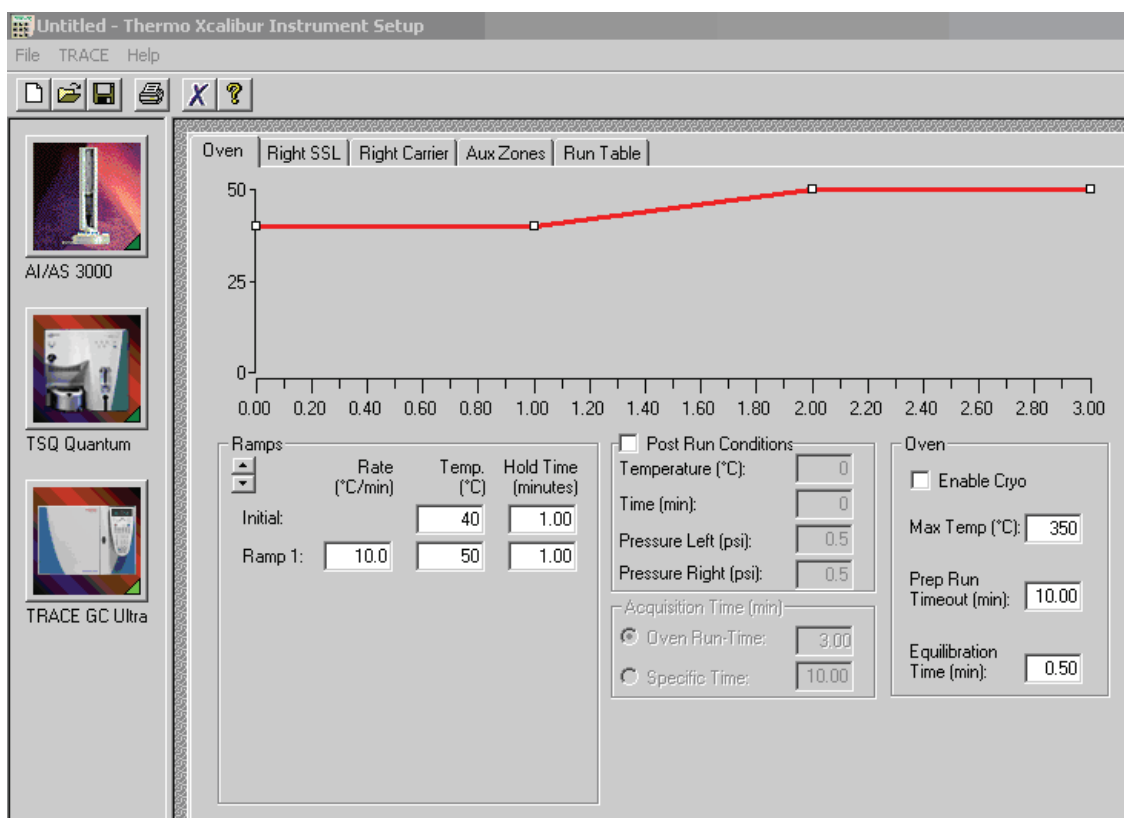 Untitled - Thermo Xcalibur Instrument Setup
File TRACE Help
AI/AS 3000
TSQ Quantum
TRACE GC Ultra
Oven Right SSL Right Carrier Aux Zones Run Table
50
25
0
0.00 0.20 0.40 0.60 0.80 1.00 1.20 1.40 1.60 1.80 2.00 2.20 2.40 2.60 2.80 3.00
Ramps
Rate Temp. Hold Time
(°C/min) (°C) (minutes)
Initial: 40 1.00
Ramp 1: 10.0 50 1.00
Post Run Conditions
Temperature (°C): 0
Time (min): 0
Pressure Left (psi): 0.5
Pressure Right (psi): 0.5
Acquisition Time (min)
Oven Run-Time: 3.00
Specific Time: 10.00
Oven
Enable Cryo
Max Temp (°C): 350
Prep Run
Timeout (min): 10.00
Equilibration
Time (min): 0.50